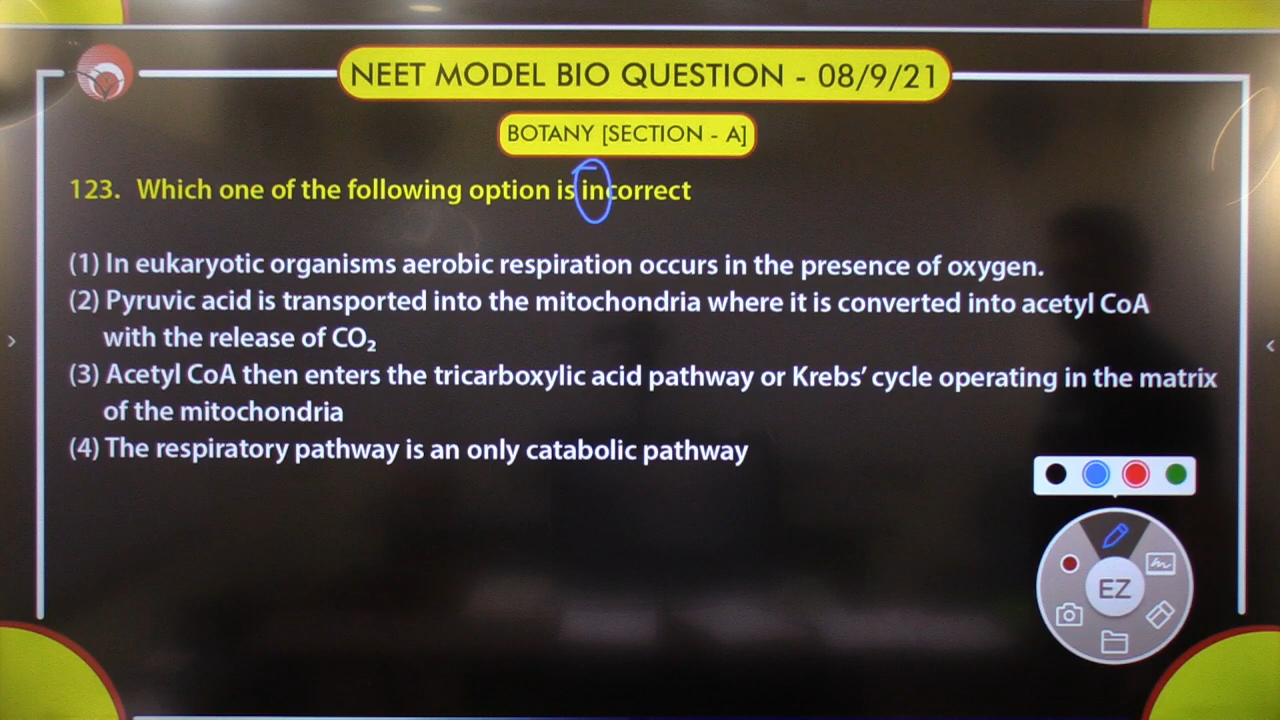 NEET MODEL BIO QUESTION - 08/9/21
BOTANY [SECTION - A]
123. Which one of the following option is incorrect
(1) In eukaryotic organisms aerobic respiration occurs in the presence of oxygen.
(2) Pyruvic acid is transported into the mitochondria where it is converted into acetyl CoA
with the release of CO₂
(3) Acetyl CoA then enters the tricarboxylic acid pathway or Krebs' cycle operating in the matrix
of the mitochondria
(4) The respiratory pathway is an only catabolic pathway
EZ